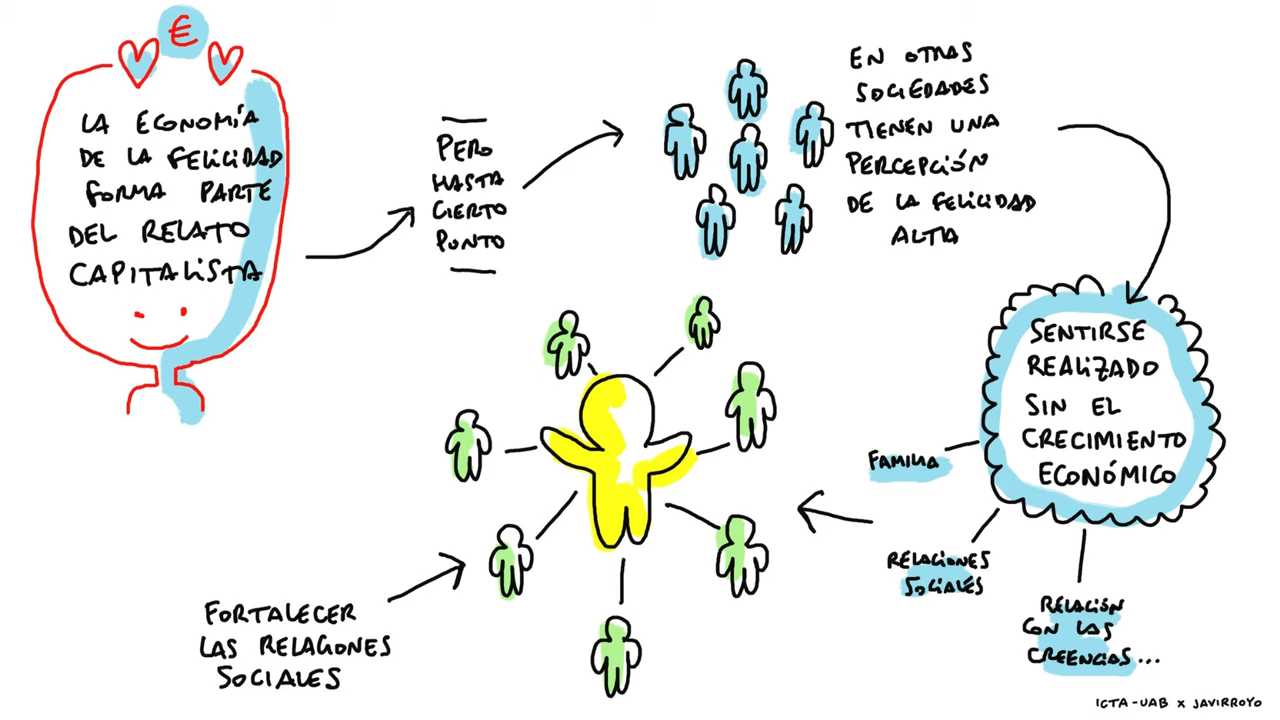 €
LA ECONOMÍA
DE LA FELICIDAD
FORMA PARTE
DEL RELATO
CAPITALISTA
PERO
HASTA
CIERTO
PUNTO
EN OTRAS
SOCIEDADES
TIENEN UNA
PERCEPCIÓN
DE LA FELICIDAD
ALTA
SENTIRSE
REALIZADO
SIN EL
CRECIMIENTO
ECONÓMICO
FAMILIA
RELACIONES
SOCIALES
RELACIÓN
CON LAS
CREENCIAS...
FORTALECER
LAS RELACIONES
SOCIALES
ICTA-UAB x JAVIRROYO